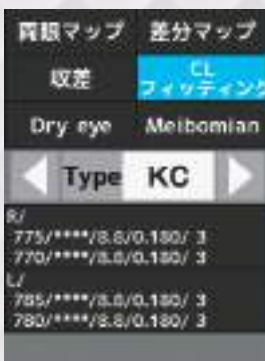 両眼マップ 差分マップ
収差 CL
フィッティング
Dry eye Meibomian
Type KC
R/
775/****/8.8/0.180/ 3
770/****/8.8/0.180/ 3
L/
785/****/8.8/0.180/ 3
780/****/8.8/0.180/ 3